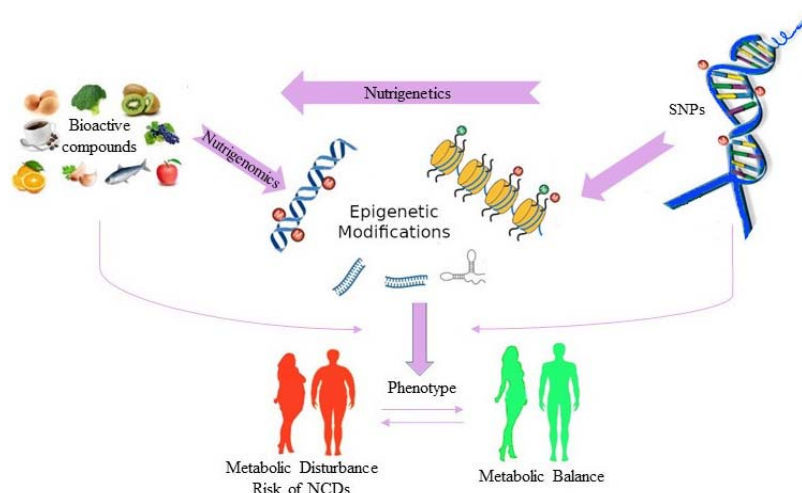 Nutrigenetics
SNPs
Bioactive
compounds
Nutrigenomics
Epigenetic
Modifications
Phenotype
Metabolic Disturbance
Risk of NCDs
Metabolic Balance